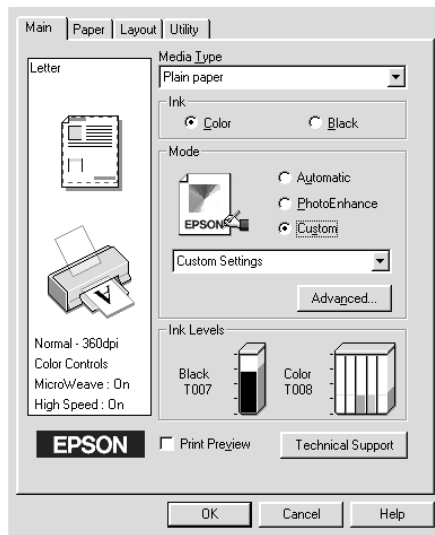 Main Paper Layout Utility
Letter
Media Type
Plain paper
Ink
Color Black
Mode
EPSON
Automatic
PhotoEnhance
Custom
Custom Settings
Advanced...
A
Normal - 360dpi
Color Controls
MicroWeave : On
High Speed : On
Ink Levels
Black
T007
Color
T008
EPSON
Print Preview
Technical Support
OK Cancel Help